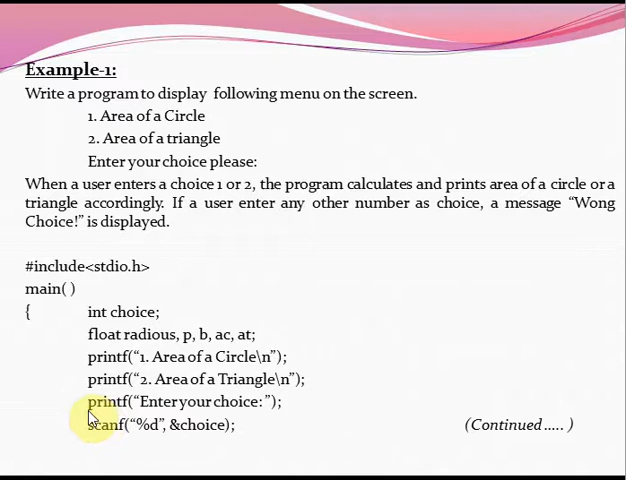 Example-1:
Write a program to display following menu on the screen.
1. Area of a Circle
2. Area of a triangle
Enter your choice please:
When a user enters a choice 1 or 2, the program calculates and prints area of a circle or a
triangle accordingly. If a user enter any other number as choice, a message “Wong
Choice!” is displayed.
#include<stdio.h>
main( )
{ int choice;
float radious, p, b, ac, at;
printf(“1. Area of a Circle\n”);
printf(“2. Area of a Triangle\n”);
printf(“Enter your choice: ”);
scanf(“%d”, &choice); (Continued ..... )